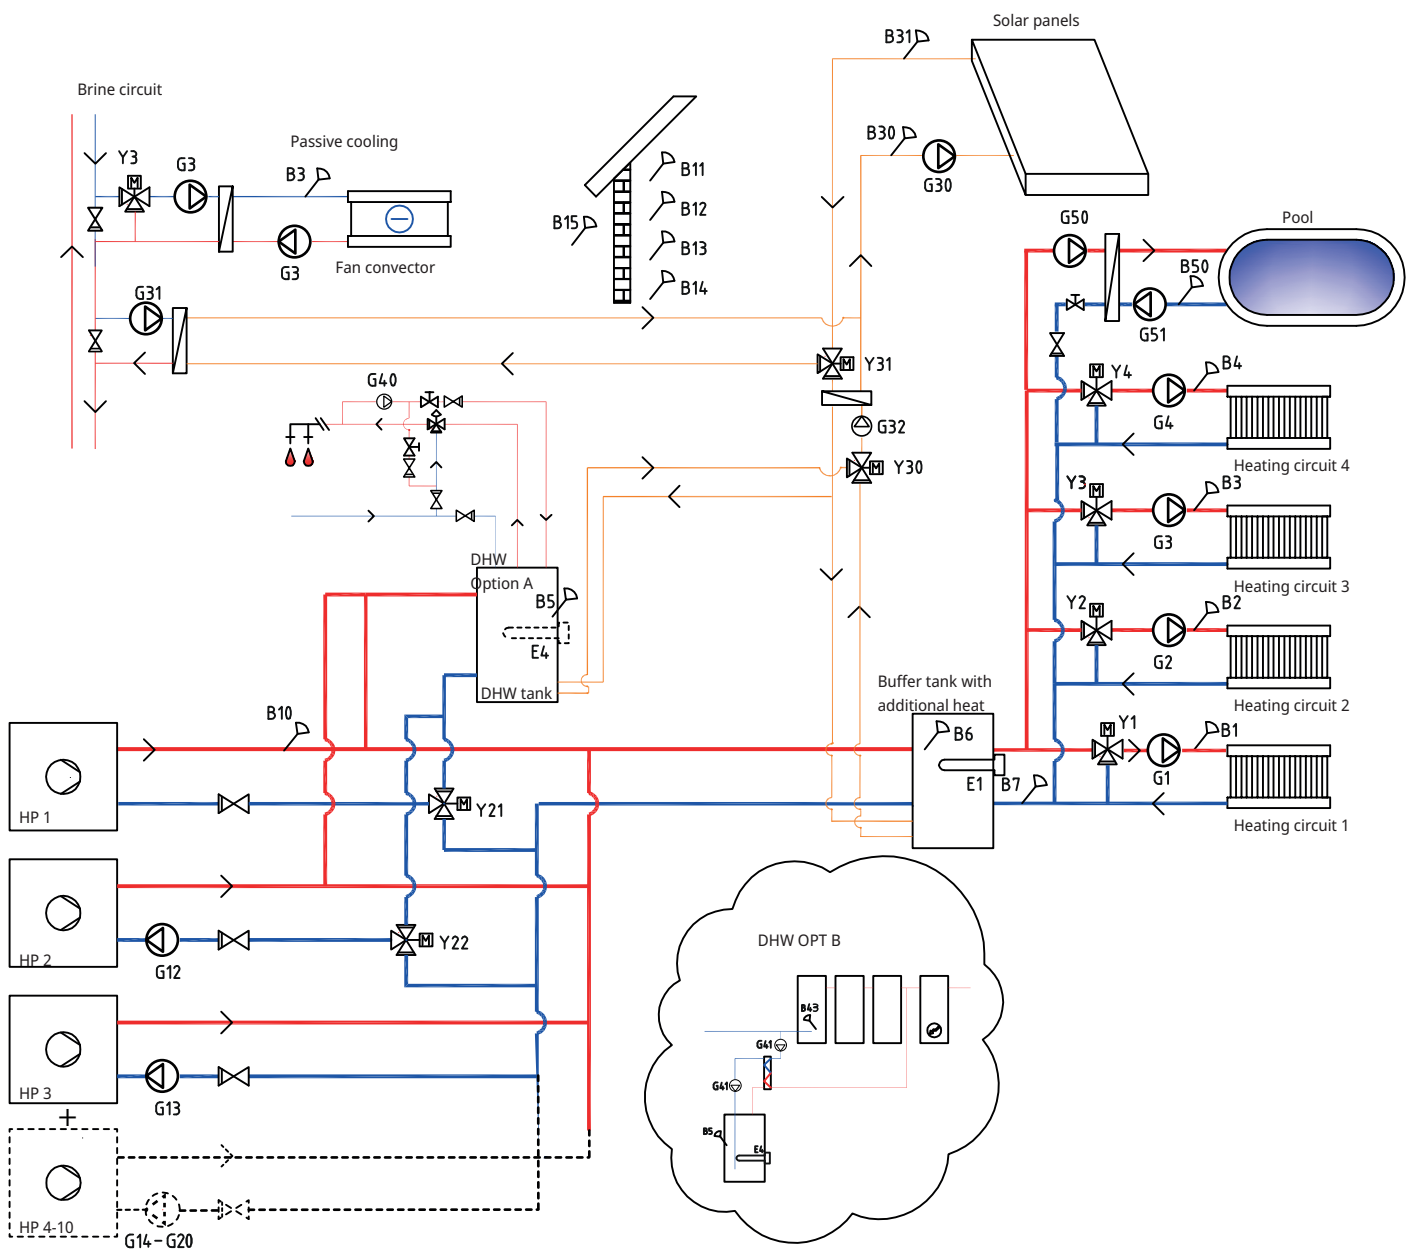 Solar panels
B31
Brine circuit
B30
G30
Passive cooling
Y3
M
G3
B3
G3
Fan convector
B11
B12
B13
B14
B15
G50
Pool
B50
G51
G31
M
Y31
G32
M
Y30
G40
M
Y4
B4
G4
Heating circuit 4
Y3
M
B3
G3
Heating circuit 3
Y2
M
B2
G2
Heating circuit 2
Y1
M
B1
G1
Heating circuit 1
DHW
Option A
B5
E4
DHW tank
Buffer tank with
additional heat
B6
E1
B7
B10
HP 1
M
Y21
HP 2
G12
M
Y22
HP 3
G13
+
HP 4-10
G14-G20
DHW OPT B
B43
G41
G41
B5
E4